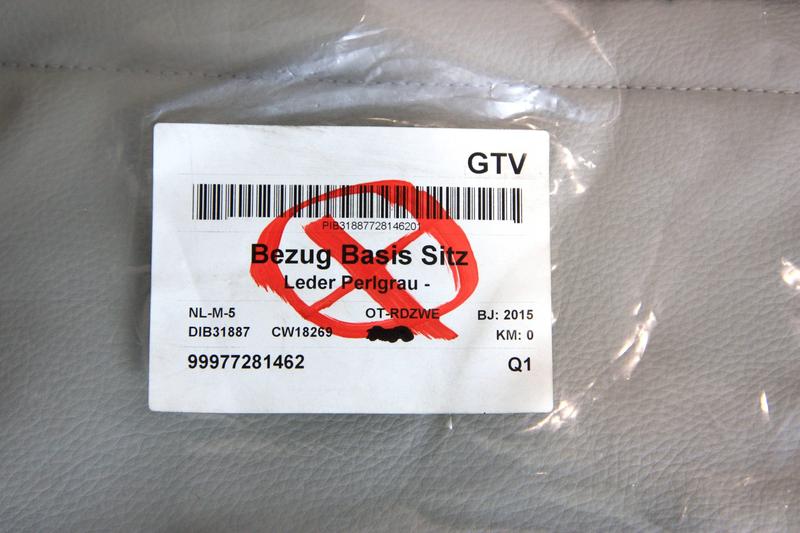 GTV
PIB31887728146201
Bezug Basis Sitz
Leder Perlgrau -
NL-M-5 OT-RDZWE BJ: 2015
DIB31887 CW18269 KM: 0
99977281462 Q1